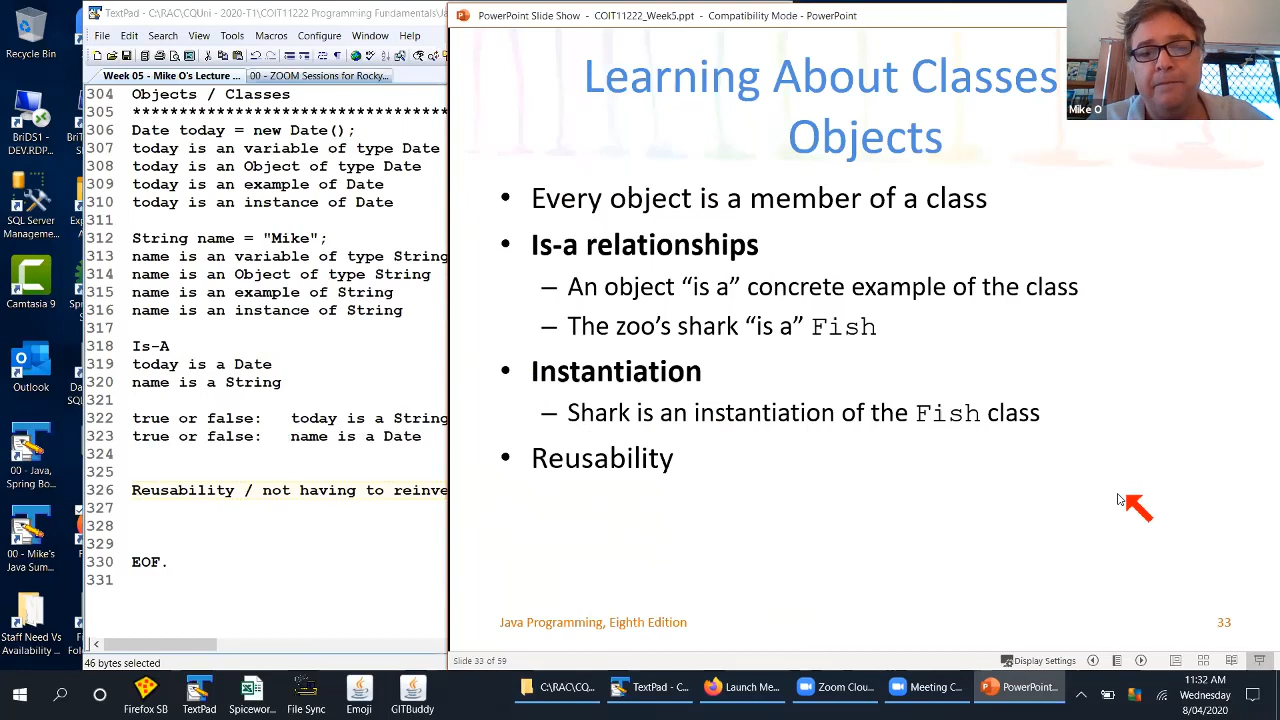 TextPad - C:\RAC\CQUni - 2020-T1\COIT11222 Programming Fundamentals\Ja
File Edit Search View Tools Macros Configure Window
Week 05 - Mike O's Lecture ...
00 - ZOOM Sessions for Ro
304 Objects / Classes
305 *****************************
306 Date today = new Date();
307 today is an variable of type Date
308 today is an Object of type Date
309 today is an example of Date
310 today is an instance of Date
311
312 String name = "Mike";
313 name is an variable of type String
314 name is an Object of type String
315 name is an example of String
316 name is an instance of String
317
318 Is-A
319 today is a Date
320 name is a String
321
322 true or false: today is a String
323 true or false: name is a Date
324
325
326 Reusability / not having to reinve
327
328
329
330 EOF.
331
46 bytes selected
Recycle Bin
BriDS1 - DEV.RDP...
SQL Server Manageme...
Camtasia 9
Outlook
00 - Java, Spring Bo...
00 - Mike's Java Sum...
Staff Need Vs Availability ...
PowerPoint Slide Show - COIT11222_Week5.ppt - Compatibility Mode - PowerPoint
Mike O
Learning About Classes
Objects
• Every object is a member of a class
• Is-a relationships
– An object “is a” concrete example of the class
– The zoo’s shark “is a” Fish
• Instantiation
– Shark is an instantiation of the Fish class
• Reusability
Java Programming, Eighth Edition
33
Slide 33 of 59
Display Settings
Firefox SB
TextPad
Spicewor...
File Sync
Emoji
GITBuddy
C:\RAC\CQ...
TextPad - C...
Launch Me...
Zoom Clou...
Meeting C...
PowerPoint...
11:32 AM
Wednesday
8/04/2020